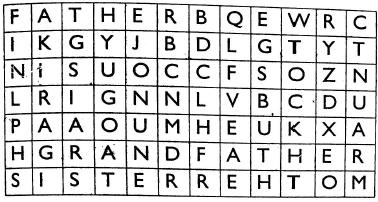 F A T H E R B Q E W R C
I K G Y J B D L G T Y T
N I S U O C C F S O Z N
L R I G N N L V B C D U
P A A O U M H E U K X A
H G R A N D F A T H E R
S I S T E R R E H T O M